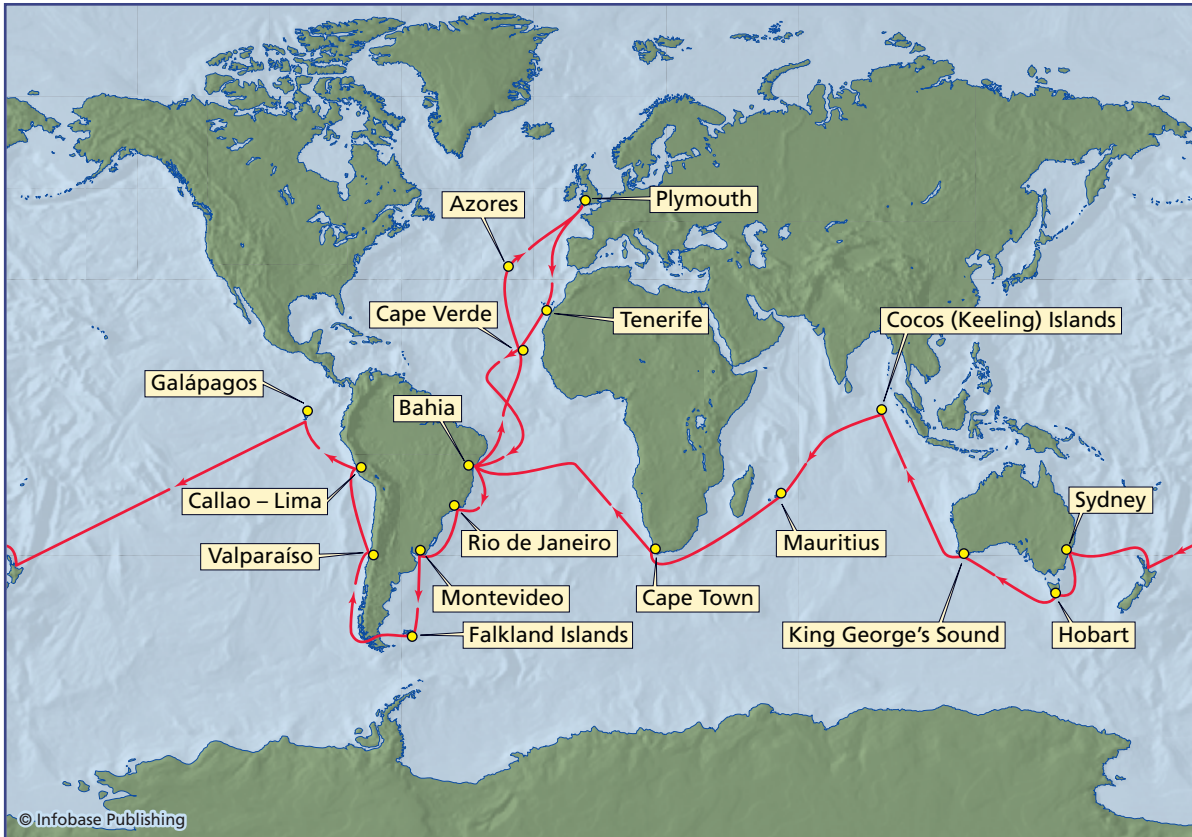 Plymouth
Azores
Cape Verde
Tenerife
Cocos (Keeling) Islands
Galápagos
Bahia
Callao – Lima
Sydney
Rio de Janeiro
Mauritius
Valparaíso
Montevideo
Cape Town
King George’s Sound
Hobart
Falkland Islands
© Infobase Publishing